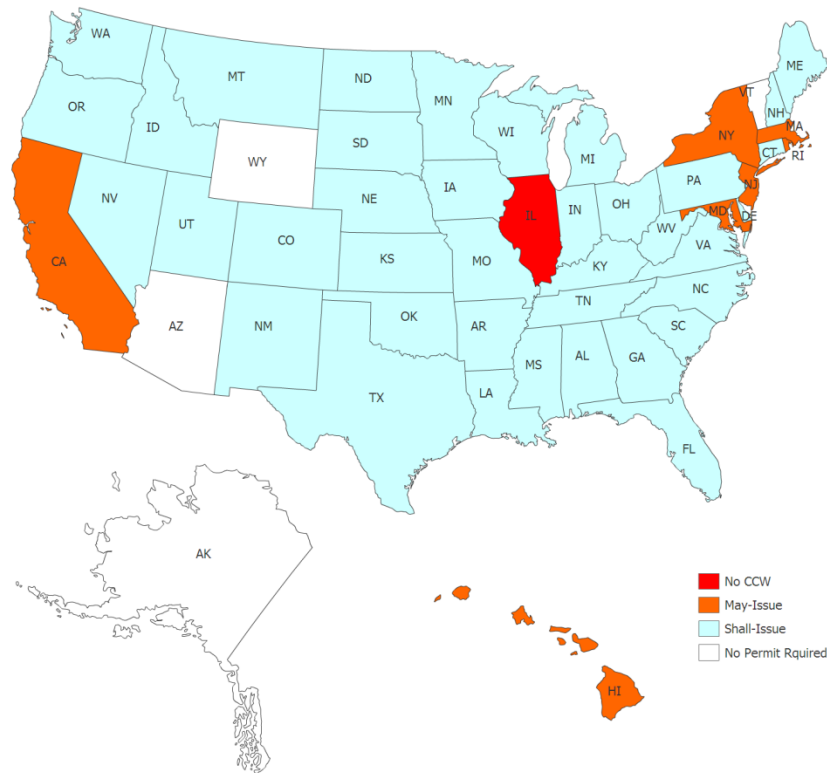 WA
MT
ND
MN
ME
VT
NH
OR
ID
SD
WI
MI
NY
MA
CT
RI
WY
NE
IA
PA
NJ
NV
UT
CO
IL
IN
OH
MD
DE
WV
VA
KS
MO
KY
CA
NC
TN
AZ
NM
OK
AR
SC
MS
AL
GA
TX
LA
FL
AK
No CCW
May-Issue
Shall-Issue
No Permit Rquired
HI